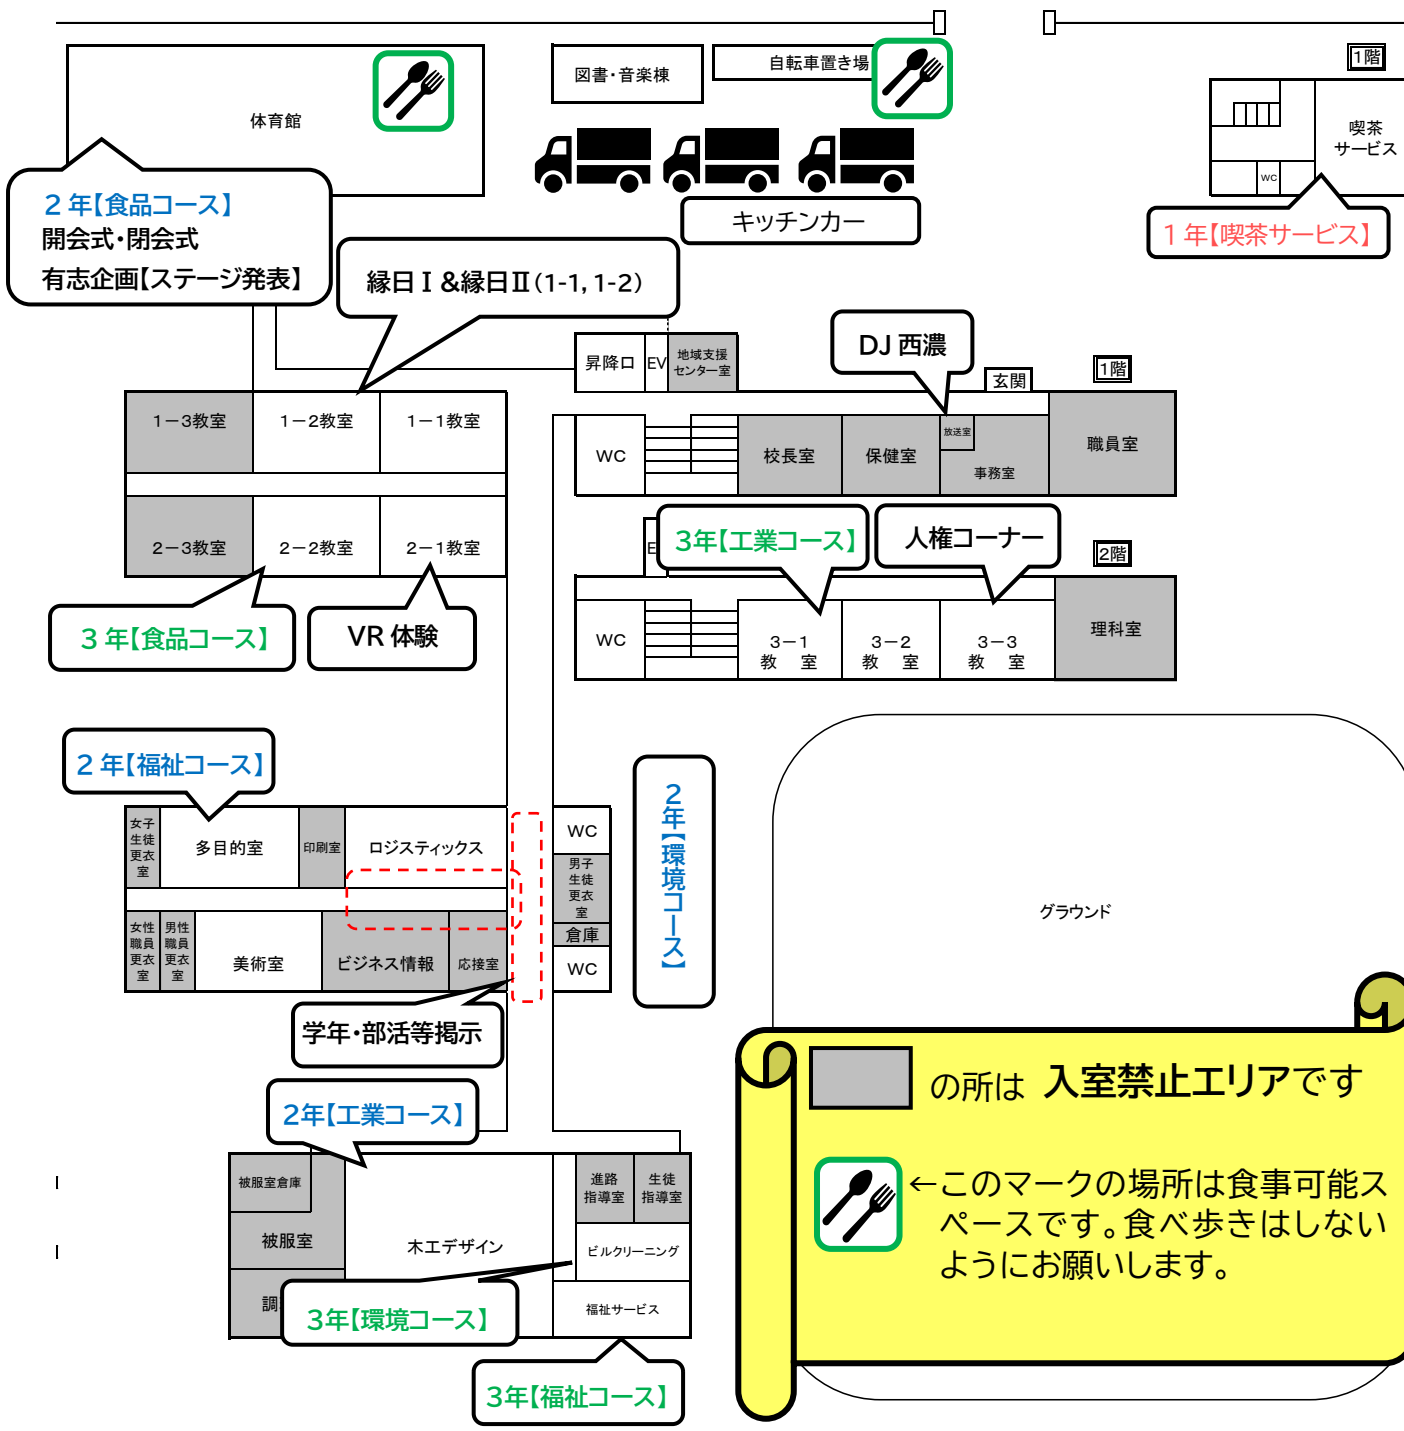 体育館
図書・音楽棟
自転車置き場
1階
喫茶
サービス
WC
1年【喫茶サービス】
キッチンカー
2年【食品コース】
開会式・閉会式
有志企画【ステージ発表】
縁日Ⅰ&縁日Ⅱ(1-1,1-2)
昇降口
EV
地域支援
センター室
DJ西濃
玄関
1階
1-3教室
1-2教室
1-1教室
WC
校長室
保健室
放送室
事務室
職員室
2-3教室
2-2教室
2-1教室
3年【工業コース】
人権コーナー
2階
3年【食品コース】
VR体験
WC
3-1
教 室
3-2
教 室
3-3
教 室
理科室
2年【福祉コース】
女子
生徒
更衣
室
多目的室
印刷室
ロジスティックス
WC
男子
生徒
更衣
室
倉庫
WC
2年【環境コース】
グラウンド
女性
職員
更衣
室
男性
職員
更衣
室
美術室
ビジネス情報
応接室
学年・部活等掲示
2年【工業コース】
被服室倉庫
被服室
調
木工デザイン
進路
指導室
生徒
指導室
ビルクリーニング
福祉サービス
3年【環境コース】
3年【福祉コース】
の所は 入室禁止エリアです
←このマークの場所は食事可能ス
ペースです。食べ歩きはしない
ようにお願いします。